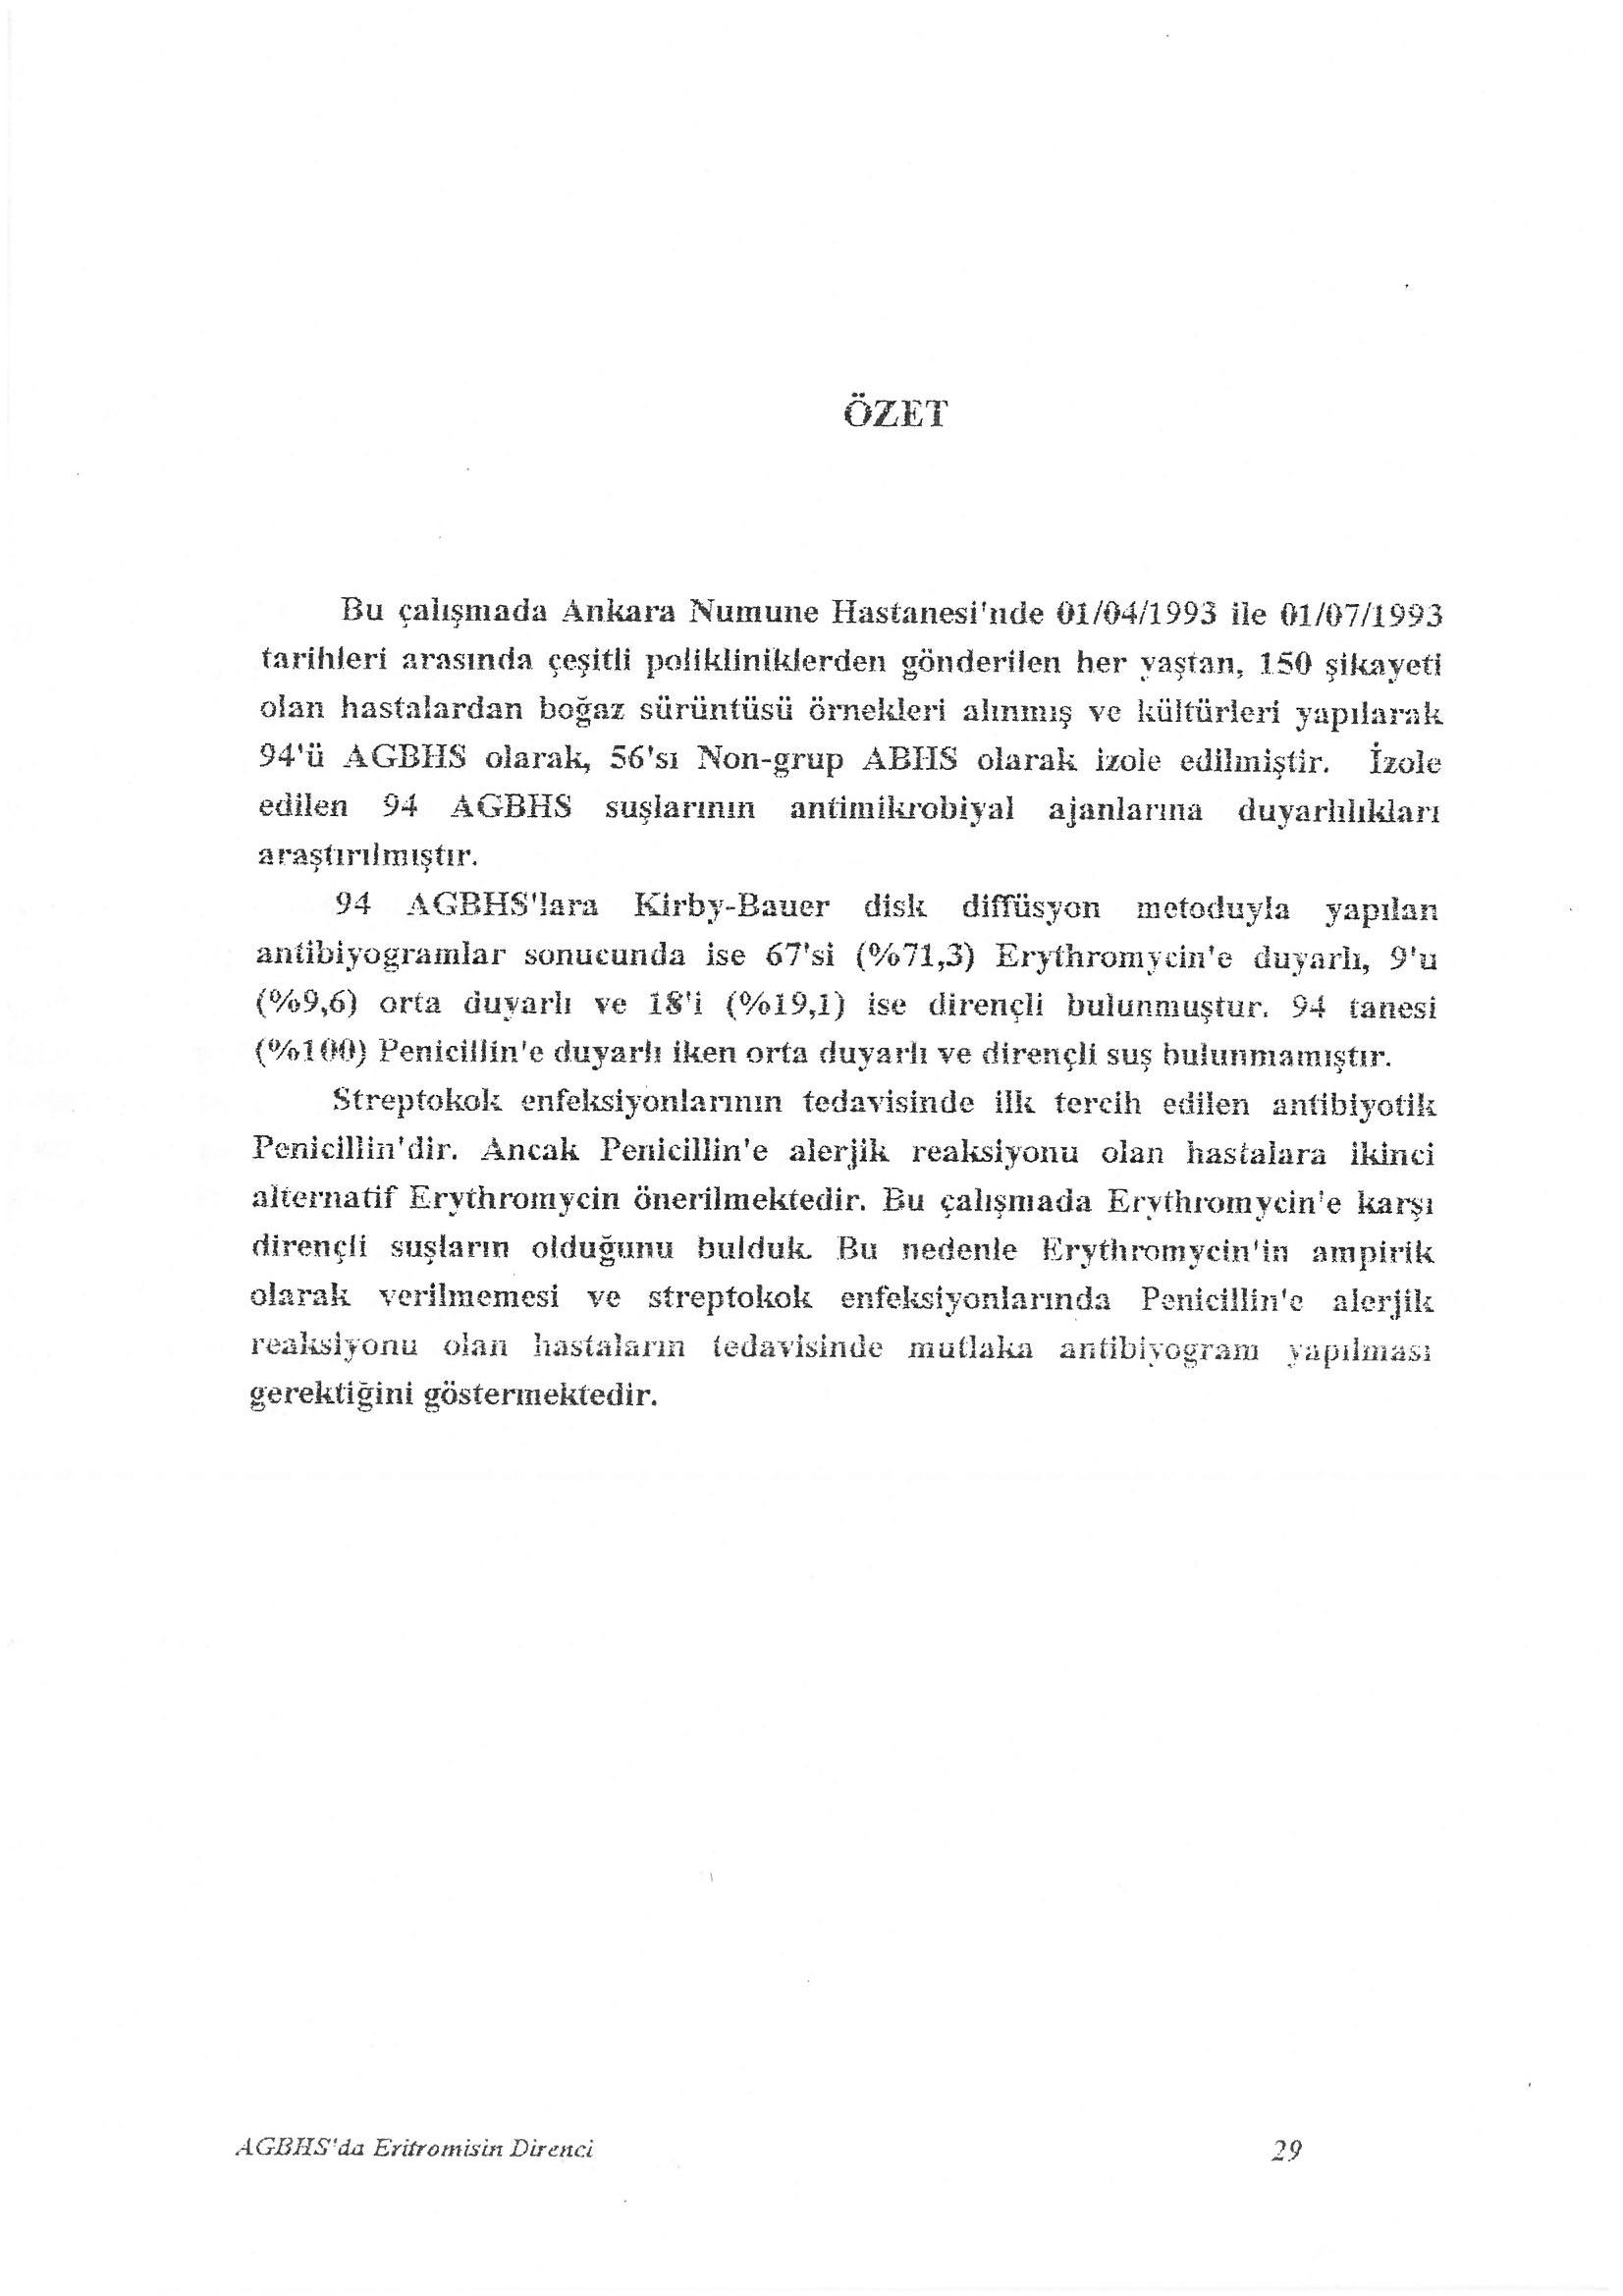 ÖZET
Bu çalışmada Ankara Numune Hastanesi'nde 01/04/1993 ile 01/07/1993
tarihleri arasında çeşitli polikliniklerden gönderilen her yaştan, 150 şikayeti
olan hastalardan boğaz sürüntüsü örnekleri alınmış ve kültürleri yapılarak
94'ü AGBHS olarak, 56'sı Non-grup ABHS olarak izole edilmiştir. İzole
edilen 94 AGBHS suşlarının antimikrobiyal ajanlarına duyarlılıkları
araştırılmıştır.
94 AGBHS'lara Kirby-Bauer disk diffüsyon metoduyla yapılan
antibiyogramlar sonucunda ise 67'si (%71,3) Erythromycin'e duyarlı, 9'u
(%9,6) orta duyarlı ve 18'i (%19,1) ise dirençli bulunmuştur. 94 tanesi
(%100) Penicillin'e duyarlı iken orta duyarlı ve dirençli suş bulunmamıştır.
Streptokok enfeksiyonlarının tedavisinde ilk tercih edilen antibiyotik
Penicillin'dir. Ancak Penicillin'e alerjik reaksiyonu olan hastalara ikinci
alternatif Erythromycin önerilmektedir. Bu çalışmada Erythromycin'e karşı
dirençli suşların olduğunu bulduk. Bu nedenle Erythromycin'in ampirik
olarak verilmemesi ve streptokok enfeksiyonlarında Penicillin'e alerjik
reaksiyonu olan hastaların tedavisinde mutlaka antibiyogram yapılması
gerektiğini göstermektedir.
AGBHS'da Eritromisin Direnci 29